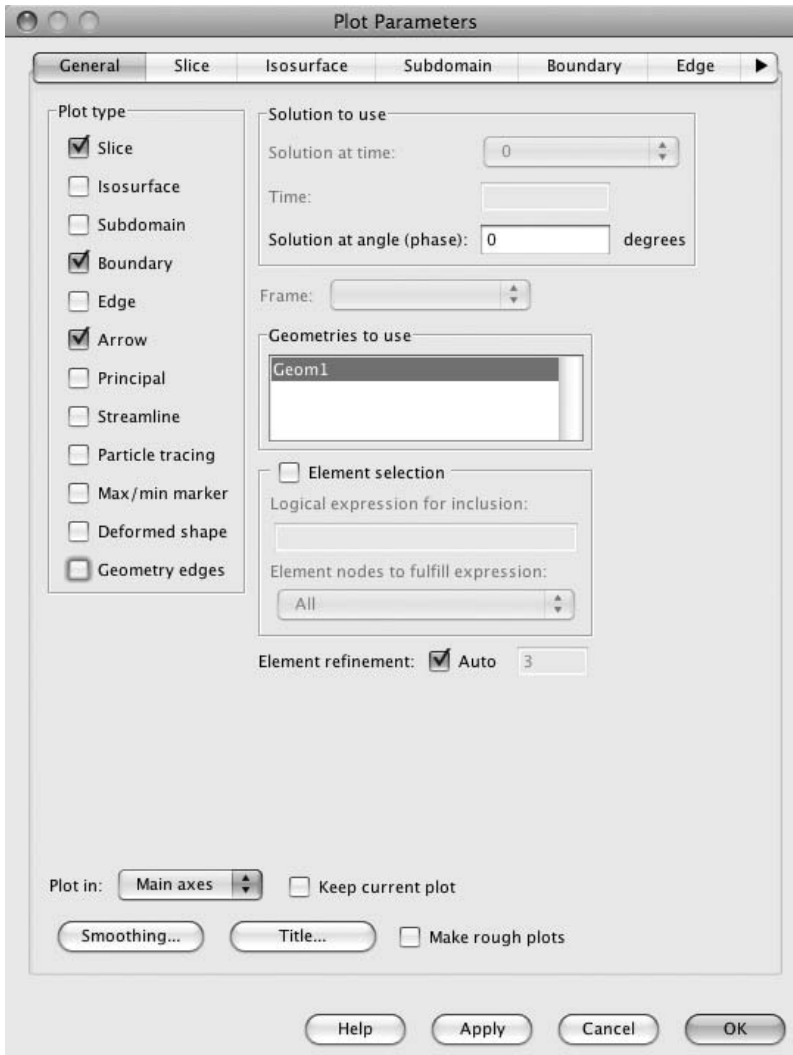 Plot Parameters
General Slice Isosurface Subdomain Boundary Edge
Plot type
Slice
Isosurface
Subdomain
Boundary
Edge
Arrow
Principal
Streamline
Particle tracing
Max/min marker
Deformed shape
Geometry edges
Solution to use
Solution at time: 0
Time:
Solution at angle (phase): 0 degrees
Frame:
Geometries to use
Geom1
Element selection
Logical expression for inclusion:
Element nodes to fulfill expression:
All
Element refinement: Auto 3
Plot in: Main axes Keep current plot
Smoothing... Title... Make rough plots
Help Apply Cancel OK